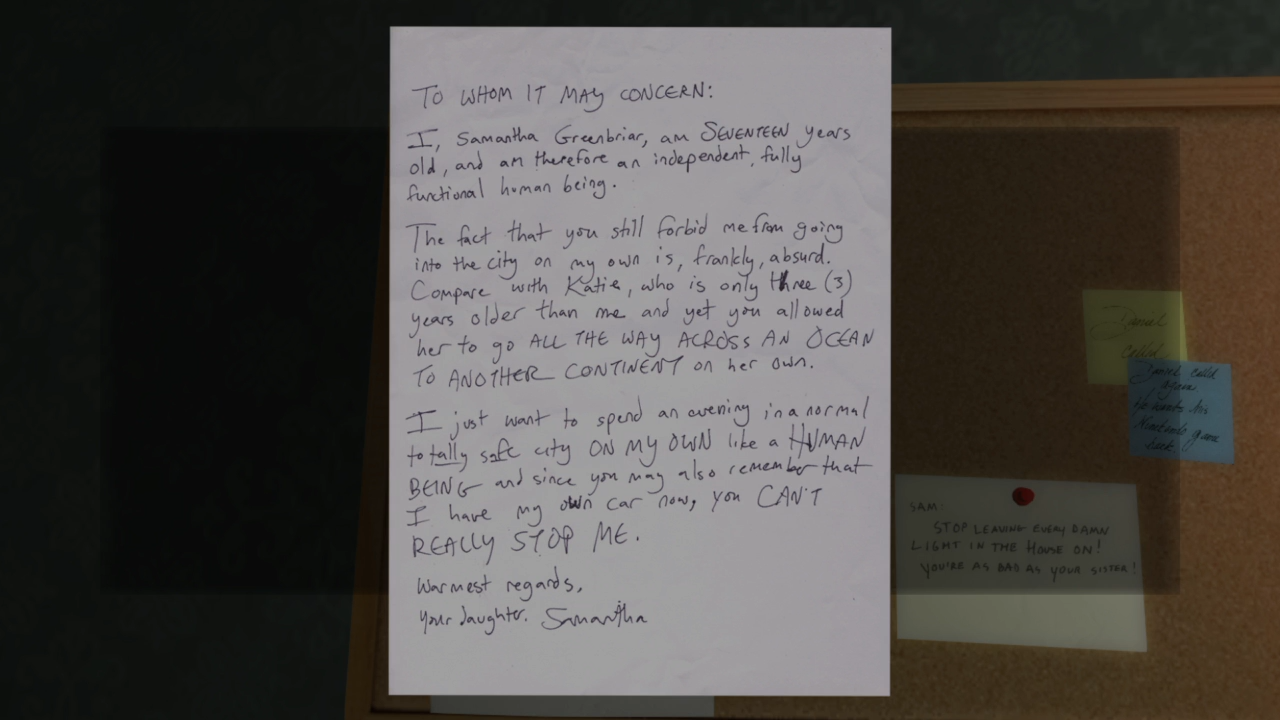 TO WHOM IT MAY CONCERN:
I, Samantha Greenbriar, am SEVENTEEN years
old, and am therefore an independent, fully
functional human being.
The fact that you still forbid me from going
into the city on my own is, frankly, absurd.
Compare with Katie, who is only three (3)
years older than me and yet you allowed
her to go ALL THE WAY ACROSS AN OCEAN
TO ANOTHER CONTINENT on her own.
I just want to spend an evening in a normal
totally safe city ON MY OWN like a HUMAN
BEING and since you may also remember that
I have my own car now, you CAN'T
REALLY STOP ME.
Warmest regards,
Your daughter. Samantha
Daniel
called
Daniel
again
He wants his
Nintendo game
back
SAM:
STOP LEAVING EVERY DAMN
LIGHT IN THE HOUSE ON!
YOU'RE AS BAD AS YOUR SISTER!